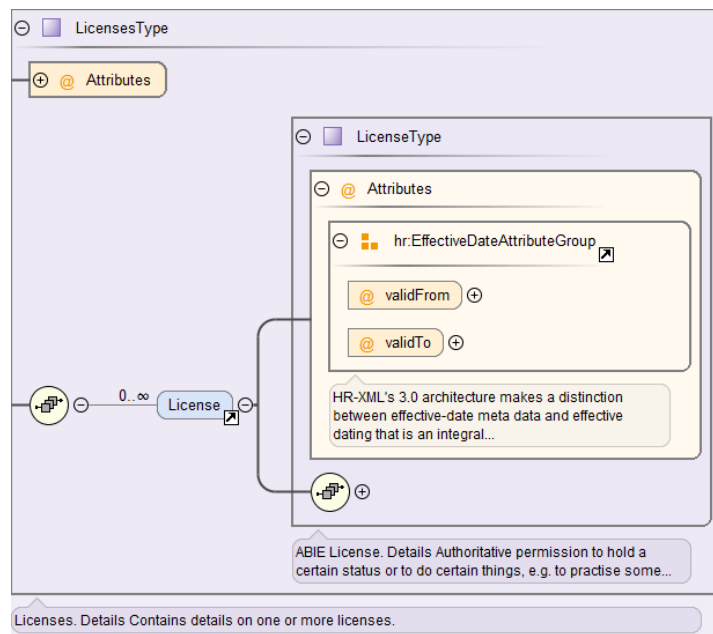 LicensesType
@ Attributes
LicenseType
@ Attributes
hr:EffectiveDateAttributeGroup
@ validFrom
@ validTo
0..∞
License
HR-XML's 3.0 architecture makes a distinction
between effective-date meta data and effective
dating that is an integral...
ABIE License. Details Authoritative permission to hold a
certain status or to do certain things, e.g. to practise some...
Licenses. Details Contains details on one or more licenses.